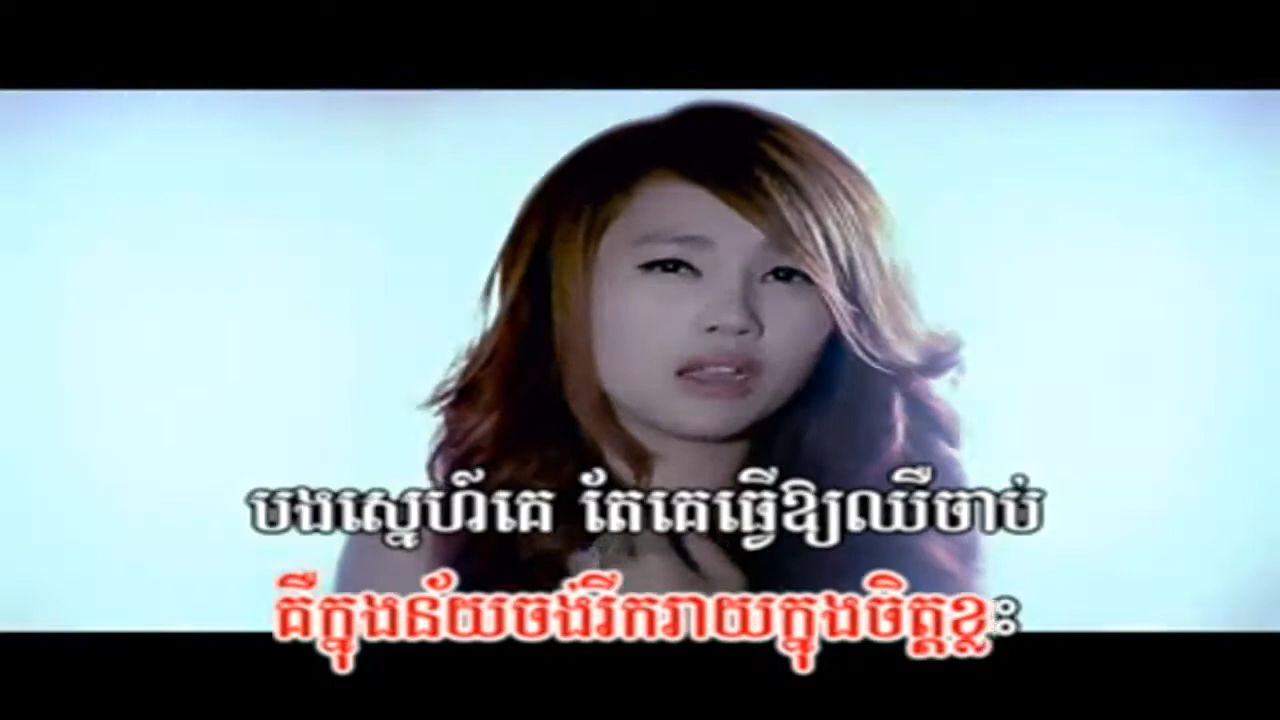 បងស្នេហ៍គេ តែគេធ្វើឱ្យឈឺចាប់
គឺក្នុងន័យចង់រីករាយក្នុងចិត្តខ្លះ